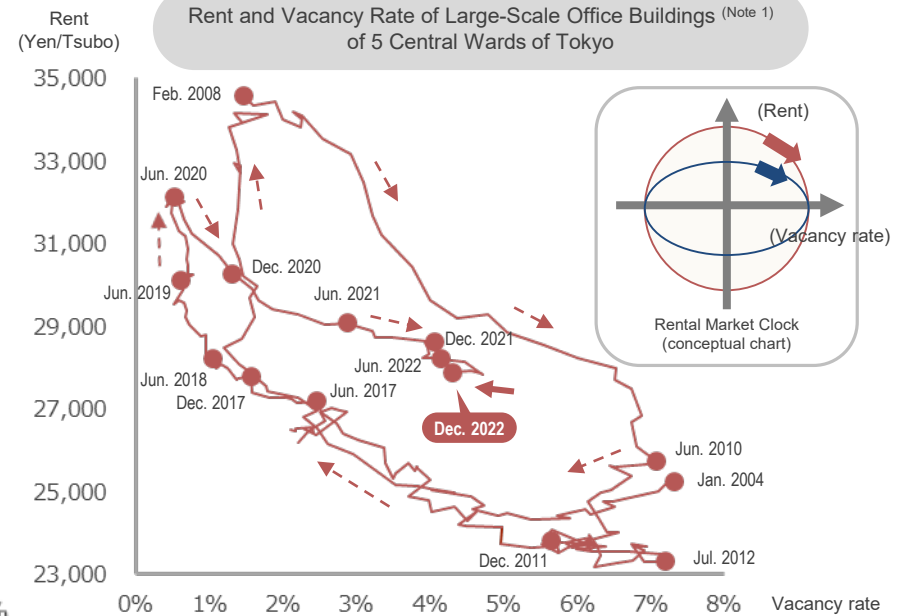 Rent
(Yen/Tsubo)
Rent and Vacancy Rate of Large-Scale Office Buildings (Note 1)
of 5 Central Wards of Tokyo
35,000
33,000
31,000
29,000
27,000
25,000
23,000
Feb. 2008
Jun. 2020
Dec. 2020
Jun. 2019
Jun. 2021
Dec. 2021
Jun. 2022
Jun. 2018
Dec. 2017
Jun. 2017
Dec. 2022
Jun. 2010
Jan. 2004
Dec. 2011
Jul. 2012
(Rent)
(Vacancy rate)
Rental Market Clock
(conceptual chart)
0%
1%
2%
3%
4%
5%
6%
7%
8%
Vacancy rate
%